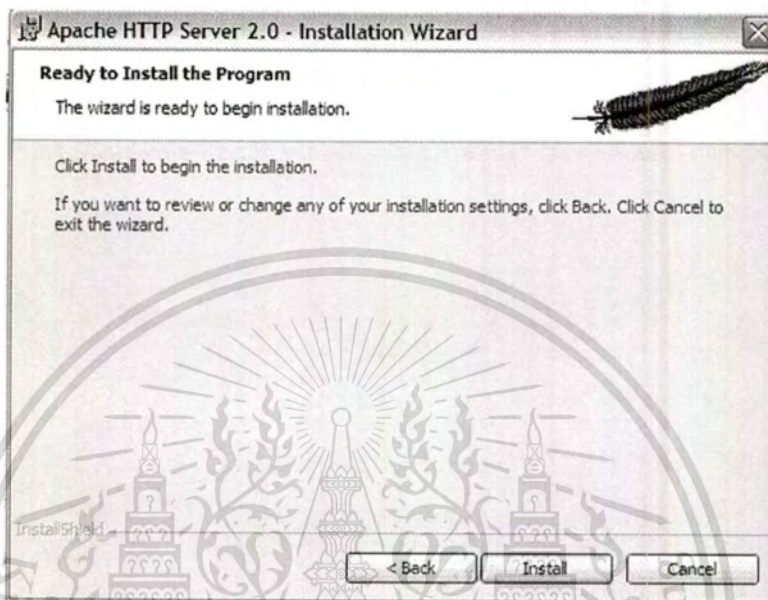 Apache HTTP Server 2.0 - Installation Wizard
Ready to Install the Program
The wizard is ready to begin installation.
Click Install to begin the installation.
If you want to review or change any of your installation settings, click Back. Click Cancel to
exit the wizard.
InstallShield
< Back
Install
Cancel